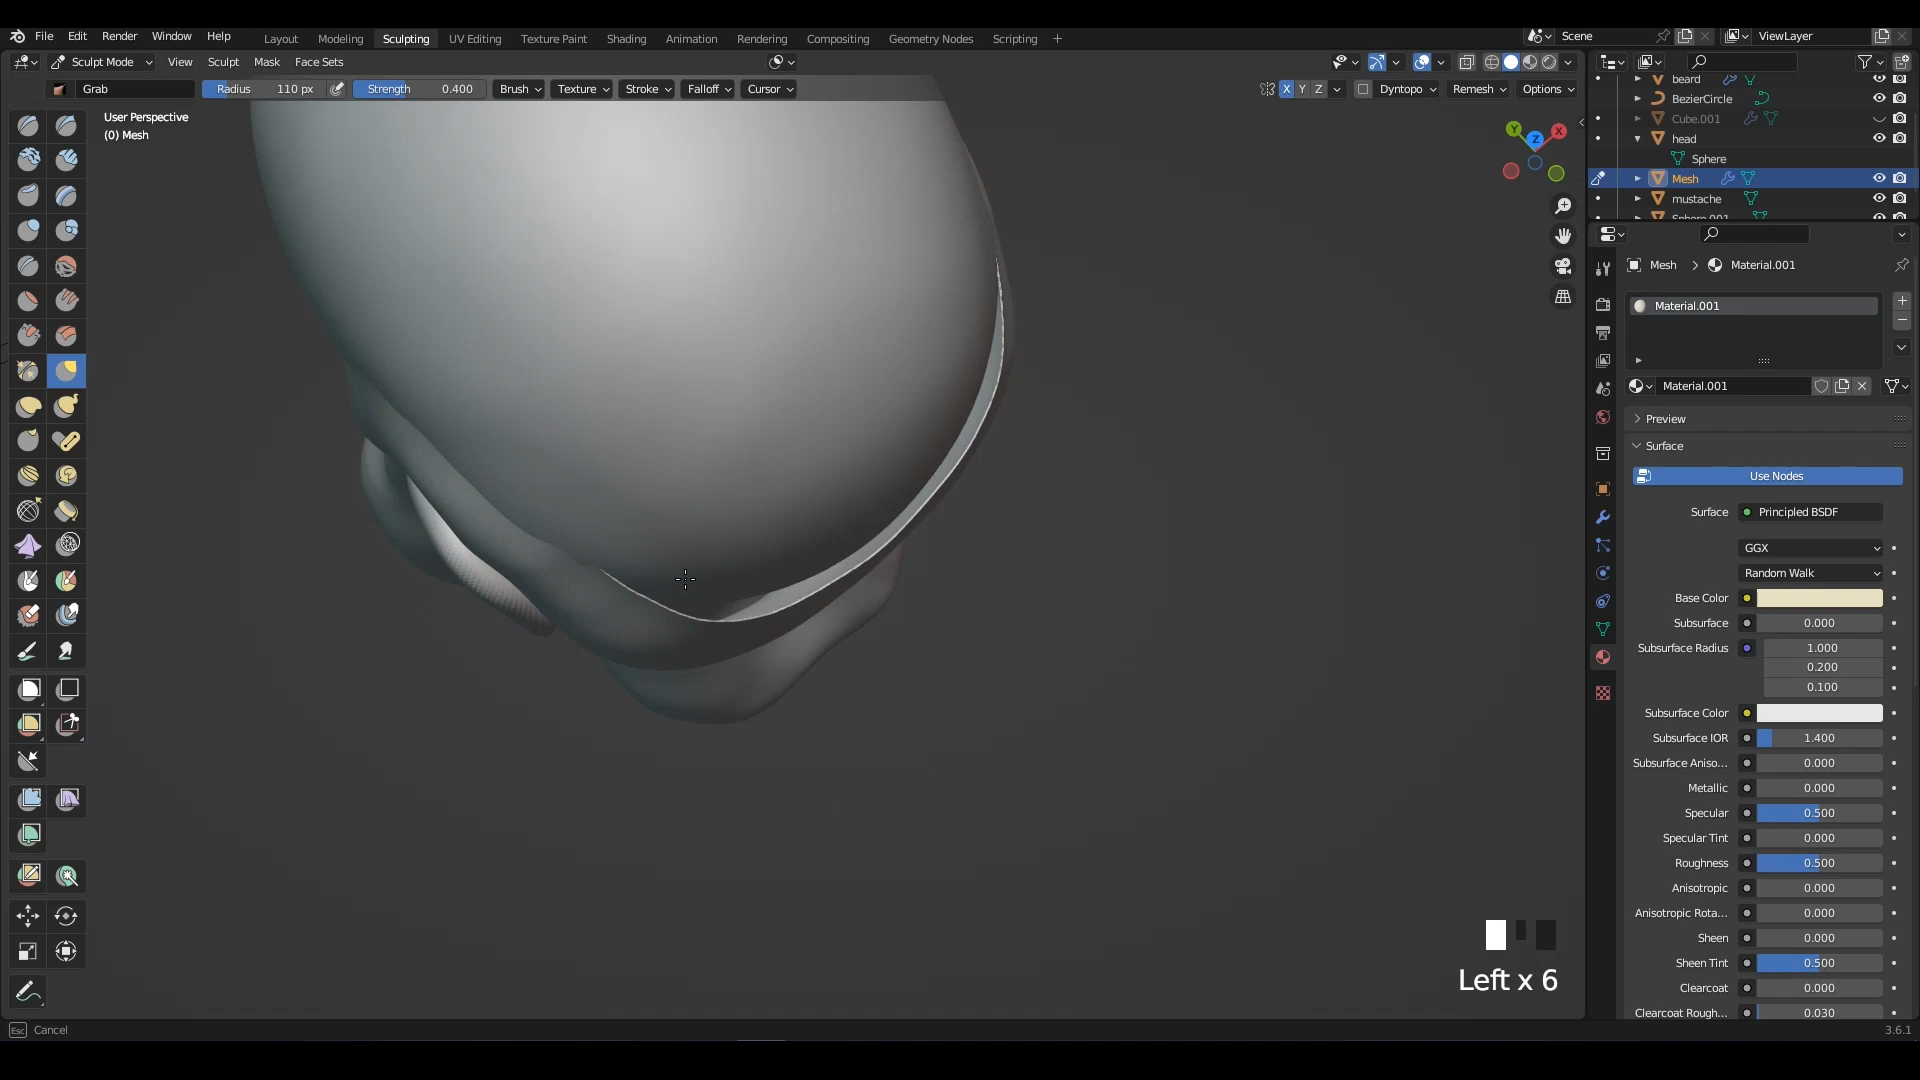 File Edit Render Window Help Layout Modeling Sculpting UV Editing Texture Paint Shading Animation Rendering Compositing Geometry Nodes Scripting + Scene ViewLayer
Sculpt Mode View Sculpt Mask Face Sets
Grab Radius 110 px Strength 0.400 Brush Texture Stroke Falloff Cursor X Y Z Dyntopo Remesh Options
User Perspective
(0) Mesh
Y X Z
beard
BezierCircle
Cube.001
head
Sphere
Mesh
mustache
Sphere.001
Mesh > Material.001
Material.001
Material.001
Preview
Surface
Use Nodes
Surface Principled BSDF
GGX
Random Walk
Base Color
Subsurface 0.000
Subsurface Radius 1.000
0.200
0.100
Subsurface Color
Subsurface IOR 1.400
Subsurface Aniso... 0.000
Metallic 0.000
Specular 0.500
Specular Tint 0.000
Roughness 0.500
Anisotropic 0.000
Anisotropic Rota... 0.000
Sheen 0.000
Sheen Tint 0.500
Clearcoat 0.000
Clearcoat Rough... 0.030
Left x 6
Esc Cancel 3.6.1